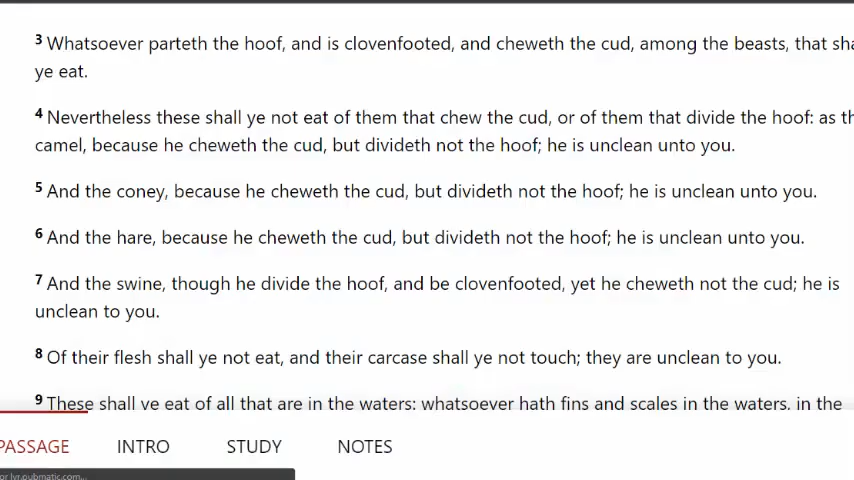 3 Whatsoever parteth the hoof, and is clovenfooted, and cheweth the cud, among the beasts, that
ye eat.
4 Nevertheless these shall ye not eat of them that chew the cud, or of them that divide the hoof: as
camel, because he cheweth the cud, but divideth not the hoof; he is unclean unto you.
5 And the coney, because he cheweth the cud, but divideth not the hoof; he is unclean unto you.
6 And the hare, because he cheweth the cud, but divideth not the hoof; he is unclean unto you.
7 And the swine, though he divide the hoof, and be clovenfooted, yet he cheweth not the cud; he is
unclean to you.
8 Of their flesh shall ye not eat, and their carcase shall ye not touch; they are unclean to you.
9 These shall ye eat of all that are in the waters: whatsoever hath fins and scales in the waters, in the
PASSAGE INTRO STUDY NOTES
or lvr.pubmatic.com...